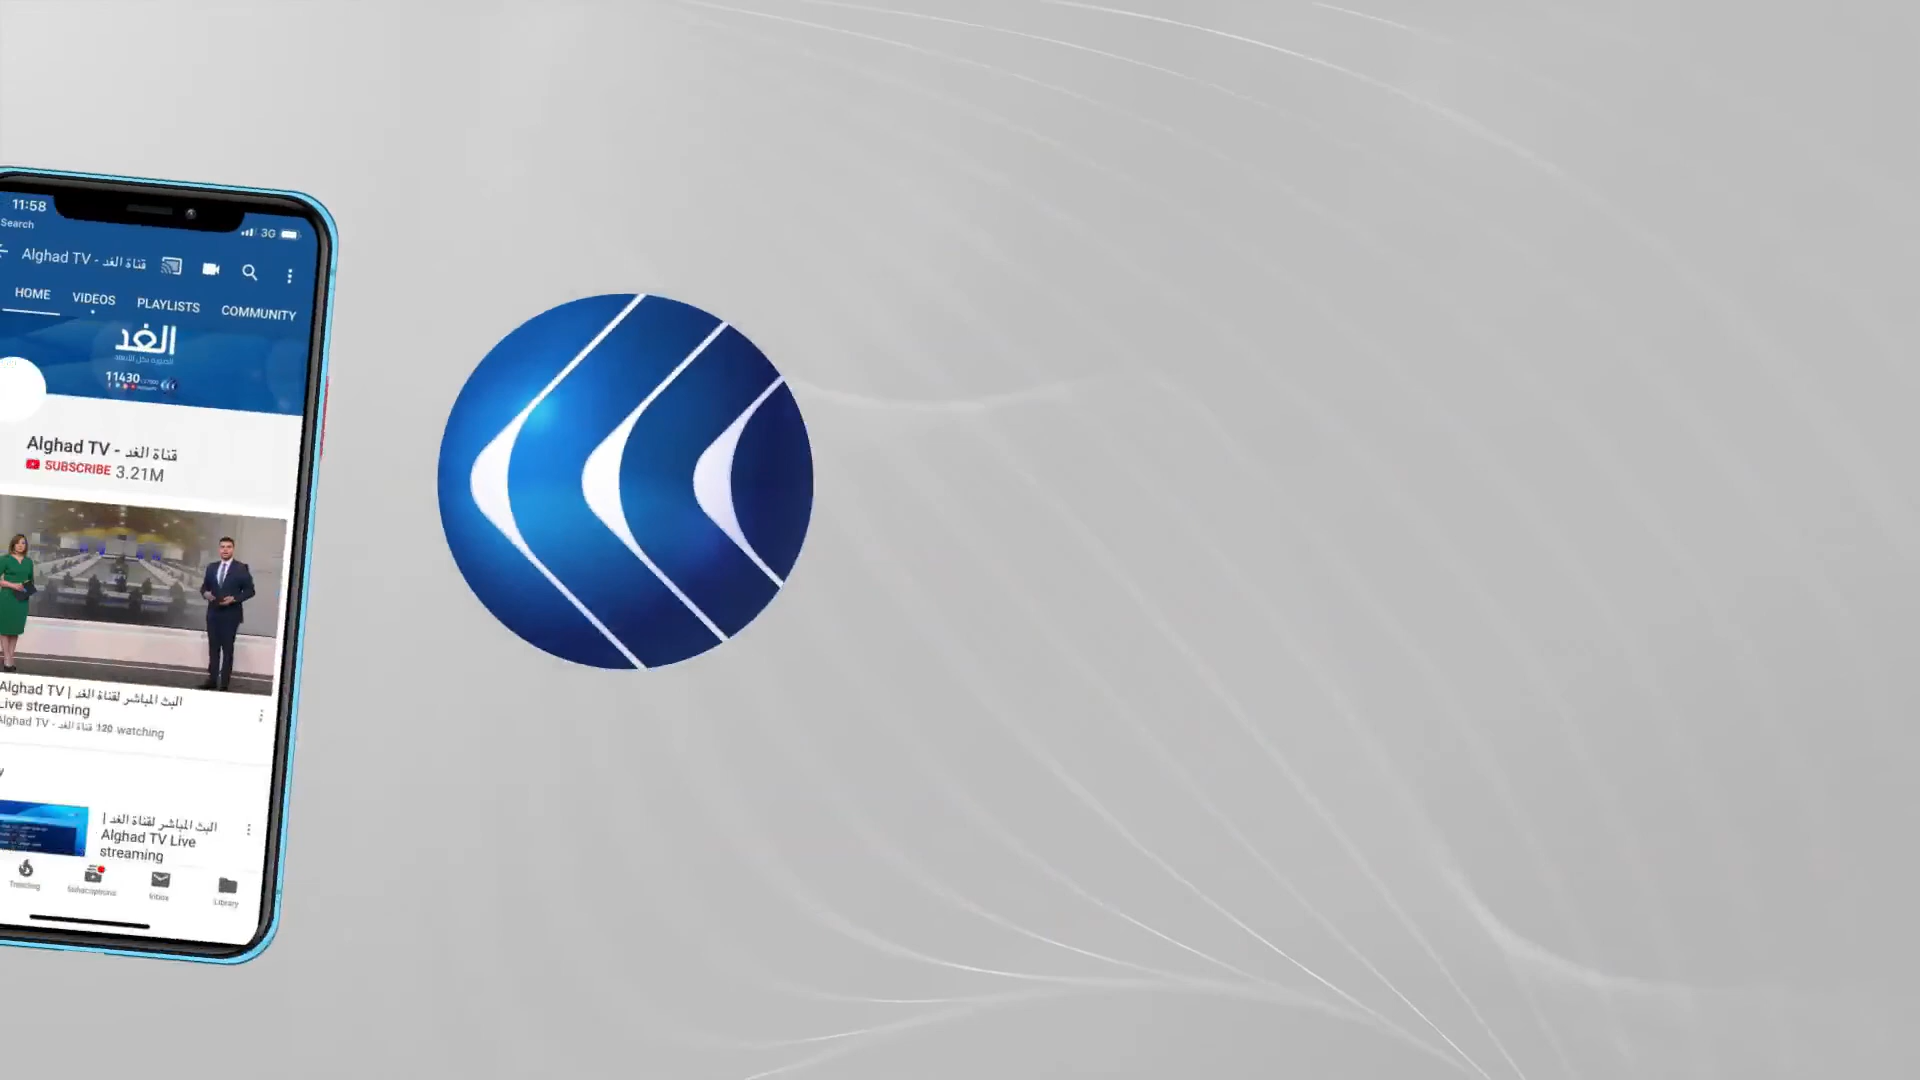 11:58
Search
3G
Alghad TV - قناة الغد
HOME VIDEOS PLAYLISTS COMMUNITY
الغد
11430
Alghad TV - قناة الغد
SUBSCRIBE 3.21M
Alghad TV | البث المباشر لقناة الغد
Live streaming
Alghad TV - قناة الغد 120 watching
البث المباشر لقناة الغد |
Alghad TV Live
streaming
Trending Subscriptions Inbox Library